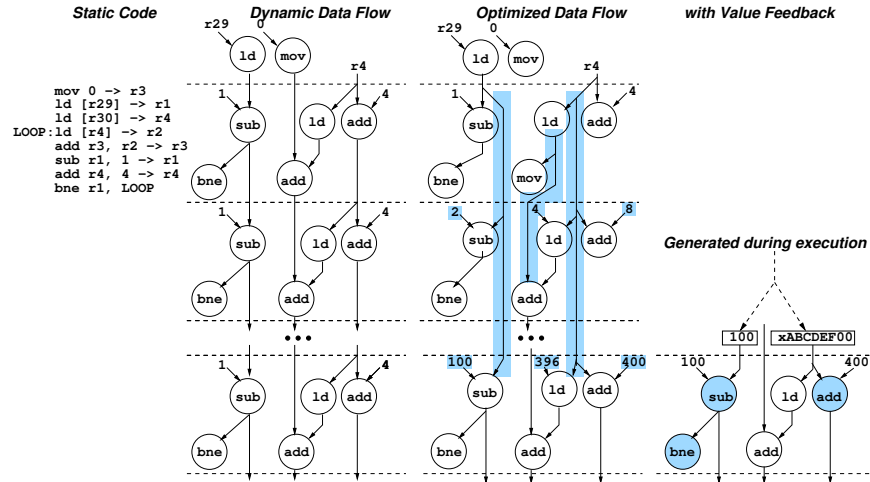 Static Code
Dynamic Data Flow
Optimized Data Flow
with Value Feedback
mov 0 -> r3
ld [r29] -> r1
ld [r30] -> r4
LOOP:ld [r4] -> r2
add r3, r2 -> r3
sub r1, 1 -> r1
add r4, 4 -> r4
bne r1, LOOP
r29
0
ld
mov
r4
1
sub
ld
4
add
bne
add
1
sub
ld
4
add
bne
add
•••
1
sub
ld
4
add
bne
add
r29
0
ld
mov
r4
1
sub
ld
4
add
bne
mov
2
sub
4
ld
8
add
bne
add
•••
100
sub
396
ld
400
add
bne
add
Generated during execution
100
xABCDEF00
100
sub
ld
400
add
bne
add